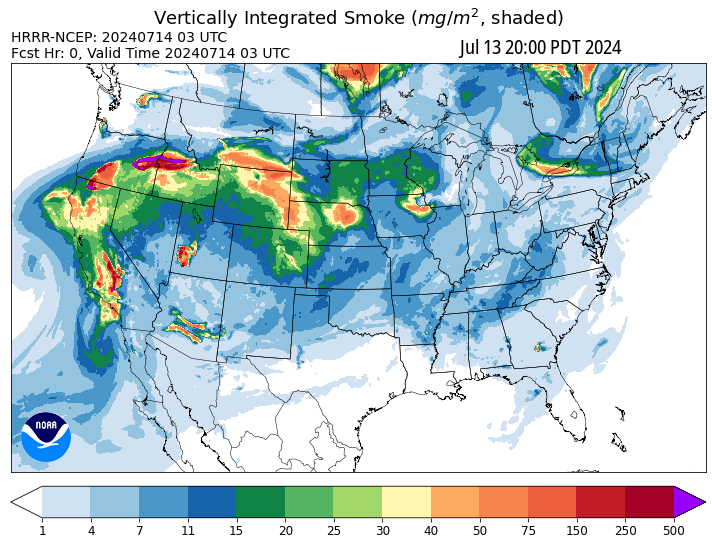 Vertically Integrated Smoke (mg/m², shaded)
HRRR-NCEP: 20240714 03 UTC
Fcst Hr: 0, Valid Time 20240714 03 UTC
Jul 13 20:00 PDT 2024
NOAA
1 4 7 11 15 20 25 30 40 50 75 150 250 500